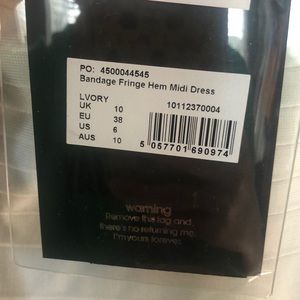 PO: 4500044545
Bandage Fringe Hem Midi Dress
LVORY
UK 10 10112370004
EU 38
US 6
AUS 10
5 057701 690974
warning
Remove this tag and
there's no returning me.
I'm yours forever.